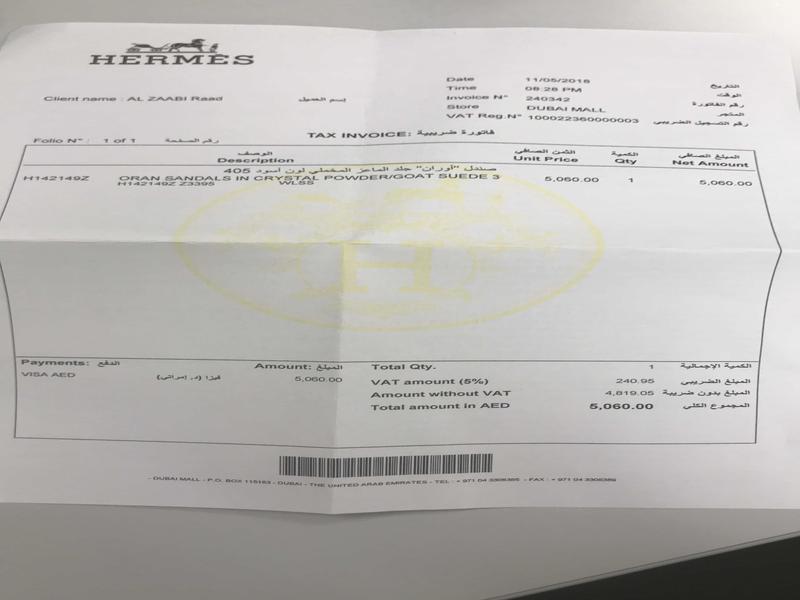 HERMES
Date 11/05/2018 التاريخ
Time 08:28 PM الوقت
Client name : AL ZAABI Raad إسم العميل
Invoice N° 240342 رقم الفاتورة
Store DUBAI MALL المتجر
VAT Reg.N° 100022360000003 رقم التسجيل الضريبي
TAX INVOICE: فاتورة ضريبية
Folio N° : 1 of 1 رقم الصفحة
الوصف الثمن الصافي الكمية المبلغ الصافي
Description Unit Price Qty Net Amount
صندل "أوران" جلد الماعز المخملي لون أسود 405
H142149Z ORAN SANDALS IN CRYSTAL POWDER/GOAT SUEDE 3 5,060.00 1 5,060.00
H142149Z Z3395 WLSS
H
Payments: الدفع Amount: المبلغ Total Qty. 1 الكمية الإجمالية
VISA AED فيزا (د. إمراتي) 5,060.00 VAT amount (5%) 240.95 المبلغ الضريبي
Amount without VAT 4,819.05 المبلغ بدون ضريبة
Total amount in AED 5,060.00 المجموع الكلي
- DUBAI MALL - P.O. BOX 115163 - DUBAI - THE UNITED ARAB EMIRATES - TEL : + 971 04 3308385 - FAX : + 971 04 3308389